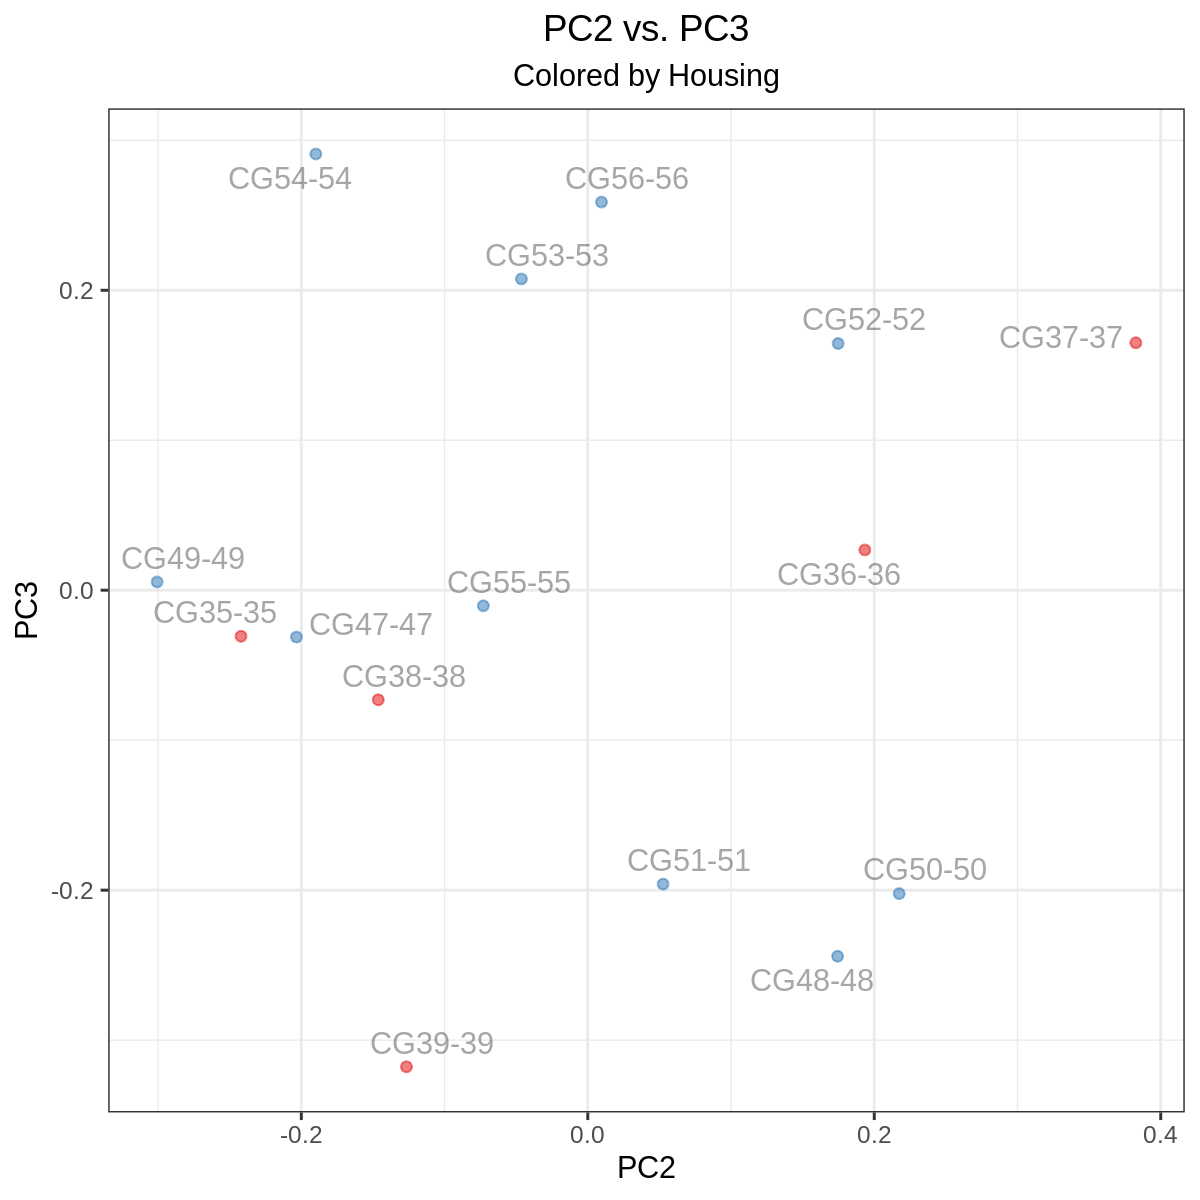 PC2 vs. PC3
Colored by Housing
CG54-54
CG56-56
CG53-53
CG52-52
CG37-37
CG49-49
CG55-55
CG36-36
CG35-35
CG47-47
CG38-38
CG51-51
CG50-50
CG48-48
CG39-39
0.2
0.0
-0.2
PC3
-0.2
0.0
0.2
0.4
PC2